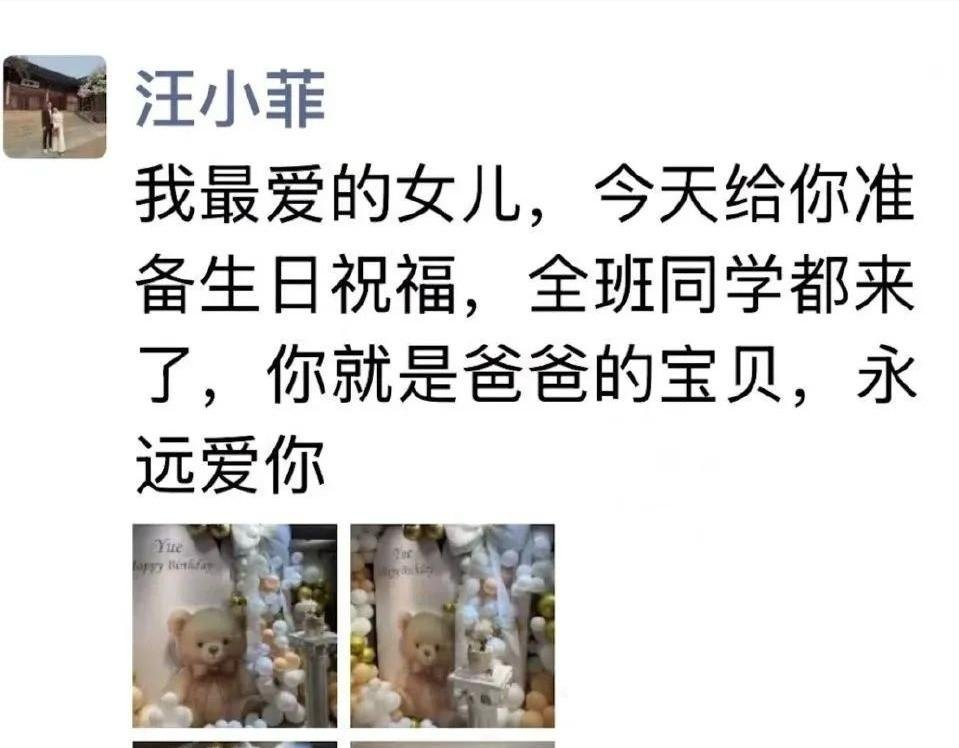 汪小菲
我最爱的女儿，今天给你准
备生日祝福，全班同学都来
了，你就是爸爸的宝贝，永
远爱你
Yue
Happy Birthday
Yue
Happy Birthday